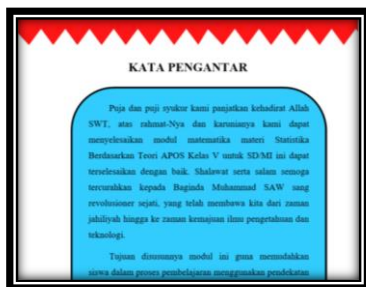 KATA PENGANTAR
Puja dan puji syukur kami panjatkan kehadirat Allah
SWT, atas rahmat-Nya dan karunianya kami dapat
menyelesaikan modul matematika materi Statistika
Berdasarkan Teori APOS Kelas V untuk SD/MI ini dapat
terselesaikan dengan baik. Shalawat serta salam semoga
tercurahkan kepada Baginda Muhammad SAW sang
revolusioner sejati, yang telah membawa kita dari zaman
jahiliyah hingga ke zaman kemajuan ilmu pengetahuan dan
teknologi.
Tujuan disusunnya modul ini guna memudahkan
siswa dalam proses pembelajaran menggunakan pendekatan